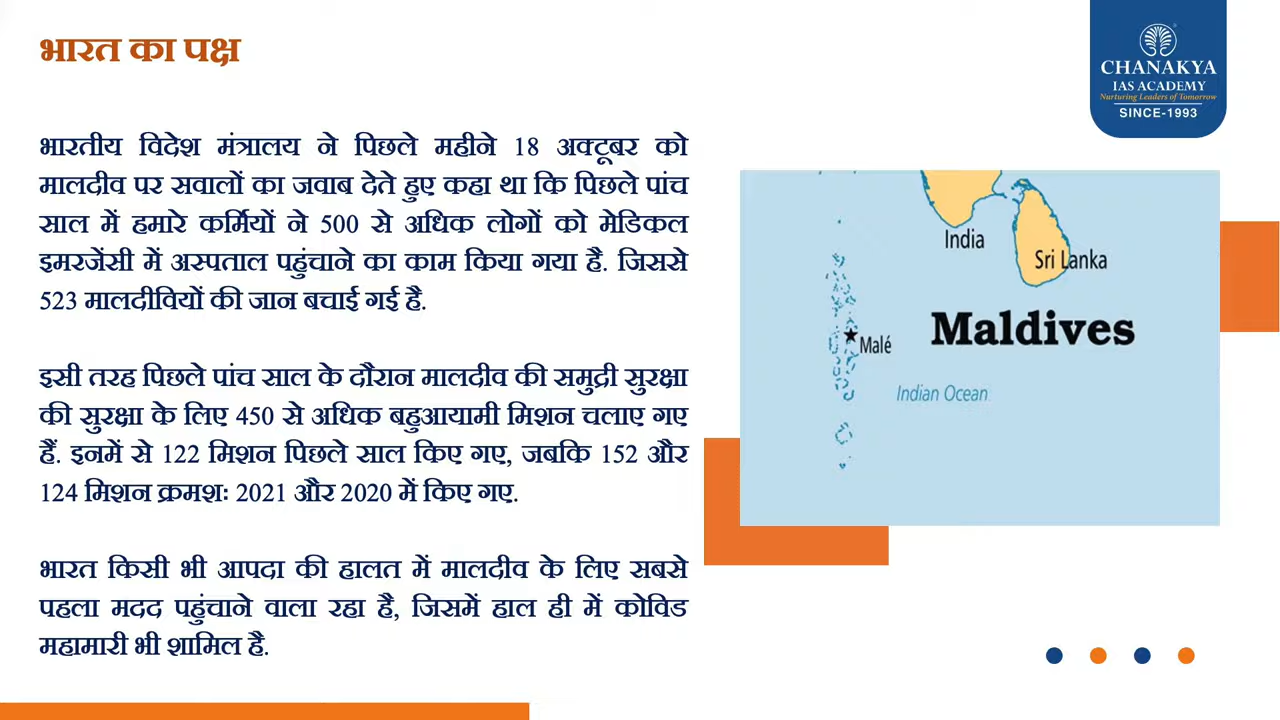 भारत का पक्ष
CHANAKYA
IAS ACADEMY
Nurturing Leaders of Tomorrow
SINCE-1993
भारतीय विदेश मंत्रालय ने पिछले महीने 18 अक्टूबर को
मालदीव पर सवालों का जवाब देते हुए कहा था कि पिछले पांच
साल में हमारे कर्मियों ने 500 से अधिक लोगों को मेडिकल
इमरजेंसी में अस्पताल पहुंचाने का काम किया गया है. जिससे
523 मालदीवियों की जान बचाई गई है.
इसी तरह पिछले पांच साल के दौरान मालदीव की समुद्री सुरक्षा
की सुरक्षा के लिए 450 से अधिक बहुआयामी मिशन चलाए गए
हैं. इनमें से 122 मिशन पिछले साल किए गए, जबकि 152 और
124 मिशन क्रमशः 2021 और 2020 में किए गए.
भारत किसी भी आपदा की हालत में मालदीव के लिए सबसे
पहला मदद पहुंचाने वाला रहा है, जिसमें हाल ही में कोविड
महामारी भी शामिल है.
India
Sri Lanka
Maldives
Malé
Indian Ocean